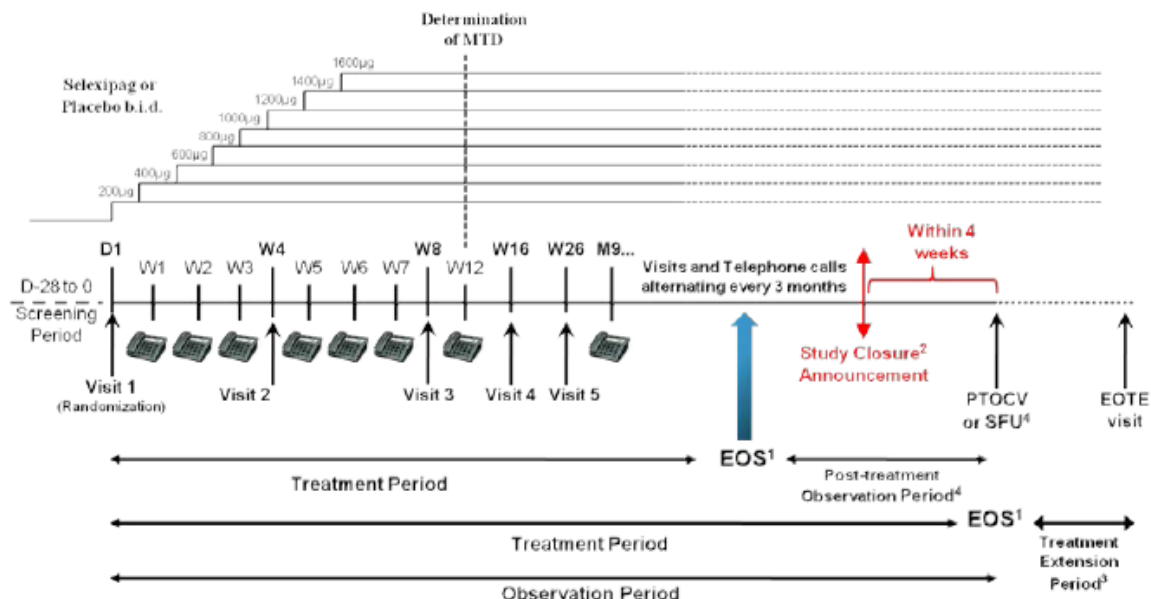 Determination
of MTD
Selexipag or
Placebo b.i.d.
1600µg
1400µg
1200µg
1000µg
800µg
600µg
400µg
200µg
Within 4
weeks
D1
W4
W8
W16
W26
M9...
W1
W2
W3
W5
W6
W7
W12
Visits and Telephone calls
alternating every 3 months
D-28 to 0
Screening
Period
Study Closure²
Announcement
Visit 1
(Randomization)
Visit 2
Visit 3
Visit 4
Visit 5
PTOCV
or SFU⁴
EOTE
visit
EOS¹
Treatment Period
Post-treatment
Observation Period⁴
EOS¹
Treatment Period
Treatment
Extension
Period³
Observation Period